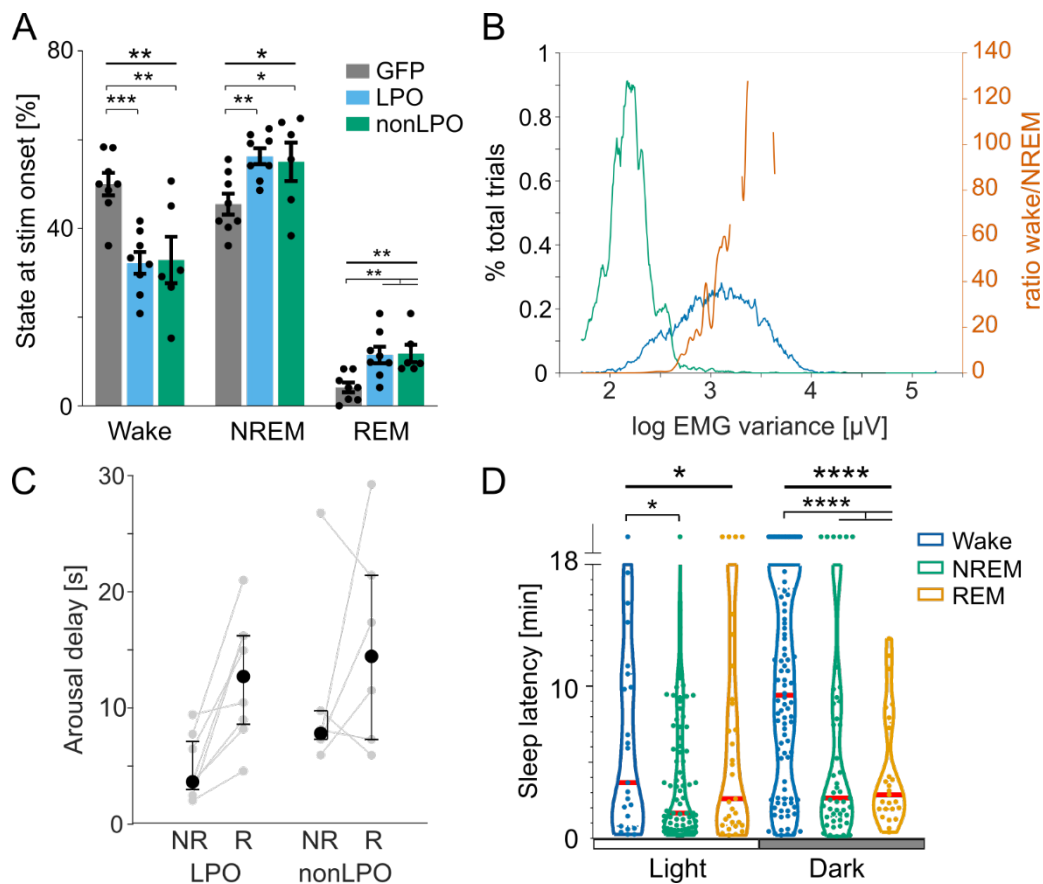 A
State at stim onset [%]
80
40
0
** *
** *
*** **
**
**
GFP
LPO
nonLPO
Wake NREM REM
B
% total trials
1
0.8
0.6
0.4
0.2
0
2 3 4 5
log EMG variance [µV]
140
120
100
80
60
40
20
0
ratio wake/NREM
C
Arousal delay [s]
30
20
10
0
NR R NR R
LPO nonLPO
D
Sleep latency [min]
18
10
0
* ****
* ****
Wake
NREM
REM
Light Dark